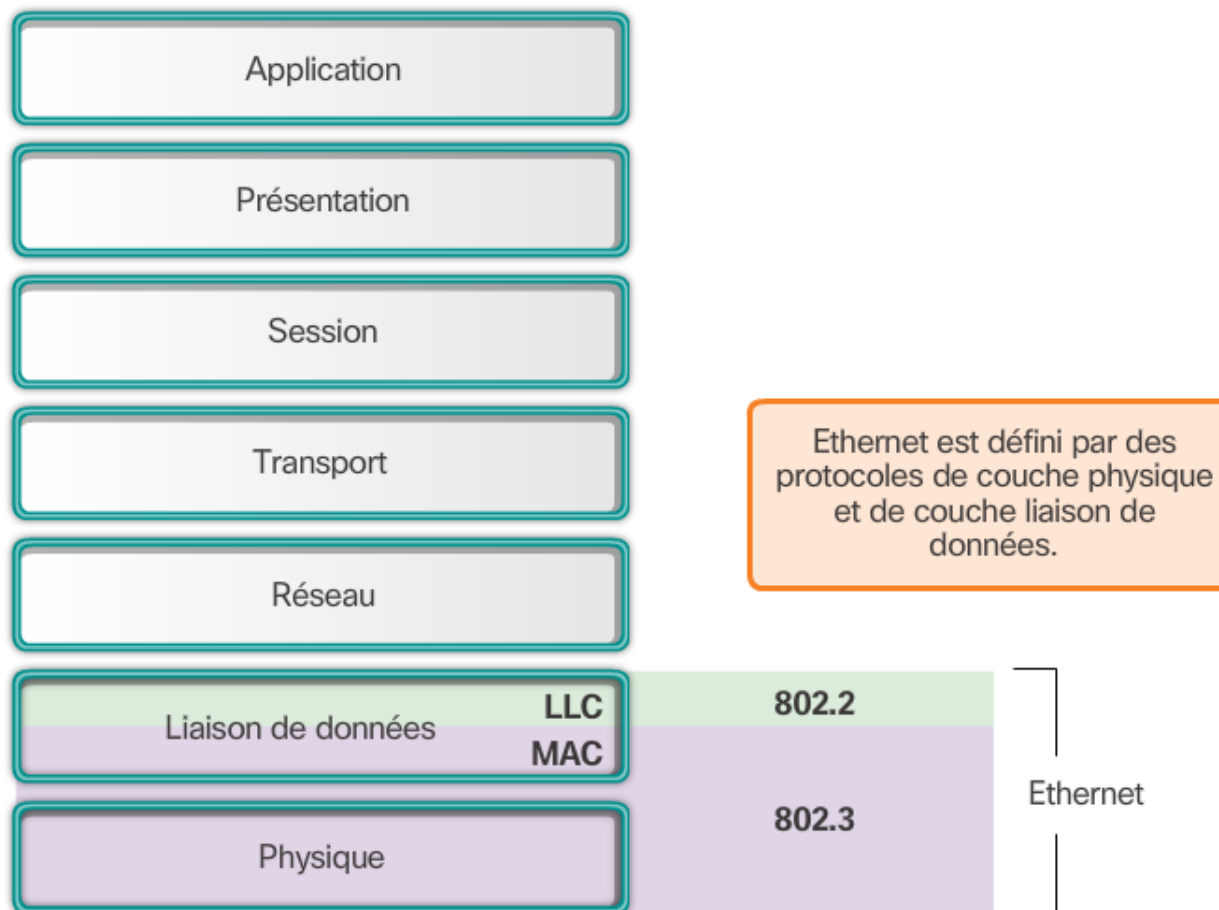 Application
Présentation
Session
Transport
Ethernet est défini par des
protocoles de couche physique
et de couche liaison de
données.
Réseau
Liaison de données
LLC
MAC
802.2
802.3
Ethernet
Physique